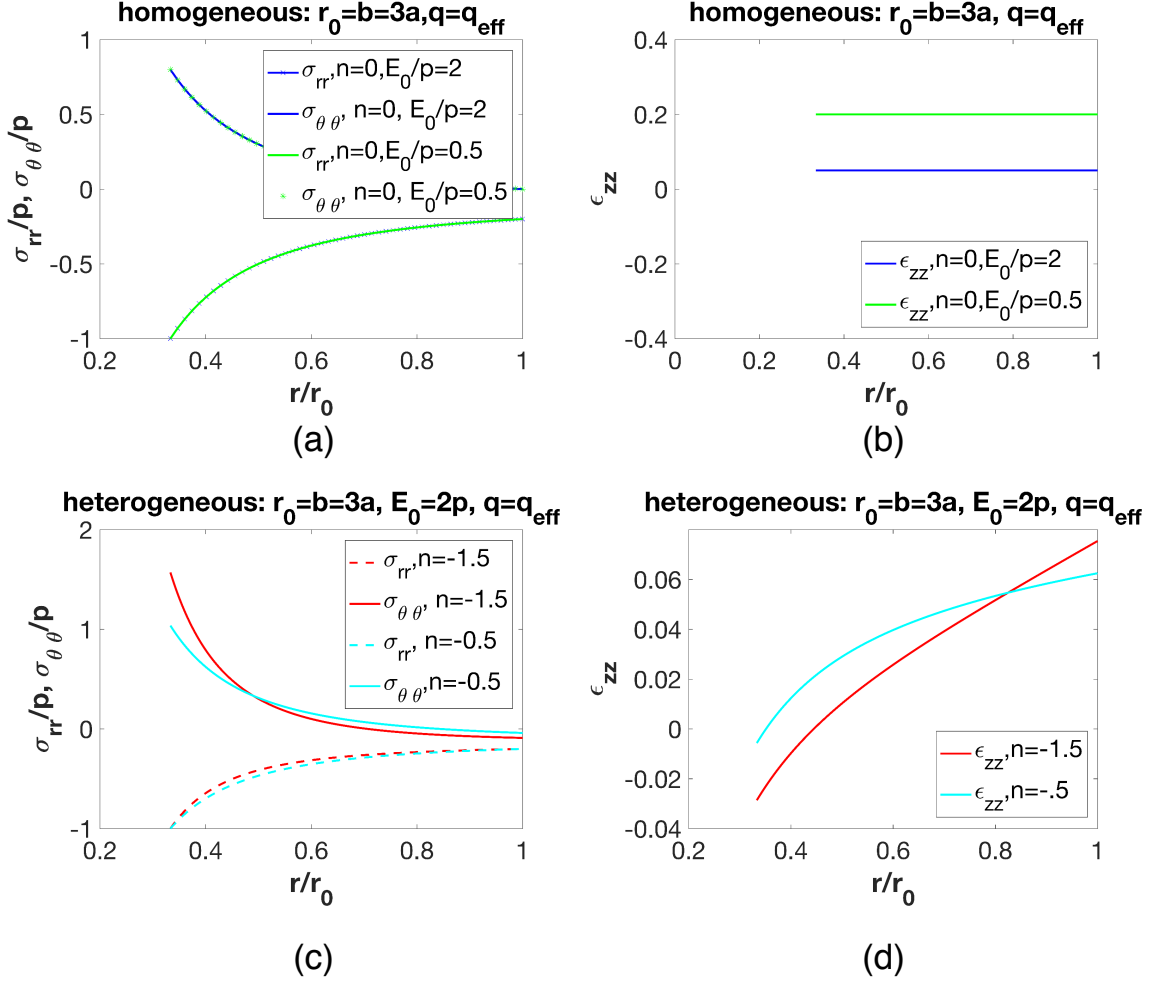 homogeneous: r0=b=3a,q=qeff
σrr/p, σθ θ/p
1
0.5
0
-0.5
-1
σrr,n=0,E0/p=2
σθ θ, n=0, E0/p=2
σrr,n=0,E0/p=0.5
σθ θ, n=0, E0/p=0.5
0.2 0.4 0.6 0.8 1
r/r0
(a)
homogeneous: r0=b=3a, q=qeff
ϵzz
0.4
0.2
0
-0.2
-0.4
ϵzz,n=0,E0/p=2
ϵzz,n=0,E0/p=0.5
0 0.2 0.4 0.6 0.8 1
r/r0
(b)
heterogeneous: r0=b=3a, E0=2p, q=qeff
σrr/p, σθ θ/p
2
1
0
-1
σrr,n=-1.5
σθ θ, n=-1.5
σrr, n=-0.5
σθ θ,n=-0.5
0.2 0.4 0.6 0.8 1
r/r0
(c)
heterogeneous: r0=b=3a, E0=2p, q=qeff
ϵzz
0.06
0.04
0.02
0
-0.02
-0.04
ϵzz,n=-1.5
ϵzz,n=-.5
0.2 0.4 0.6 0.8 1
r/r0
(d)